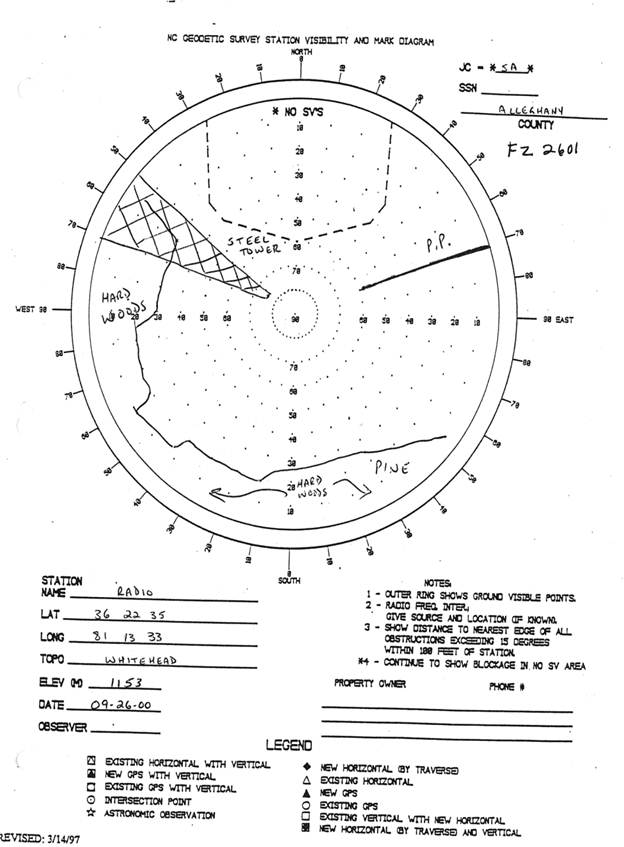 NC GEODETIC SURVEY STATION VISIBILITY AND MARK DIAGRAM
NORTH
JC = * SA *
SSN
ALLEGHANY
COUNTY
FZ 2601
* NO SV'S
STEEL
TOWER
P.P.
HARD
WOODS
WEST 90
90 EAST
PINE
HARD
WOODS
SOUTH
STATION
NAME RADIO
LAT 36 22 35
LONG 81 13 33
TOPO WHITEHEAD
ELEV (M) 1153
DATE 09-26-00
OBSERVER
NOTES:
1 - OUTER RING SHOWS GROUND VISIBLE POINTS.
2 - RADIO FREQ. INTER.;
GIVE SOURCE AND LOCATION (IF KNOWN).
3 - SHOW DISTANCE TO NEAREST EDGE OF ALL
OBSTRUCTIONS EXCEEDING 15 DEGREES
WITHIN 100 FEET OF STATION.
*4 - CONTINUE TO SHOW BLOCKAGE IN NO SV AREA
PROPERTY OWNER PHONE #
LEGEND
EXISTING HORIZONTAL WITH VERTICAL
NEW GPS WITH VERTICAL
EXISTING GPS WITH VERTICAL
INTERSECTION POINT
ASTRONOMIC OBSERVATION
NEW HORIZONTAL (BY TRAVERSE)
EXISTING HORIZONTAL
NEW GPS
EXISTING GPS
EXISTING VERTICAL WITH NEW HORIZONTAL
NEW HORIZONTAL (BY TRAVERSE) AND VERTICAL
REVISED: 3/14/97